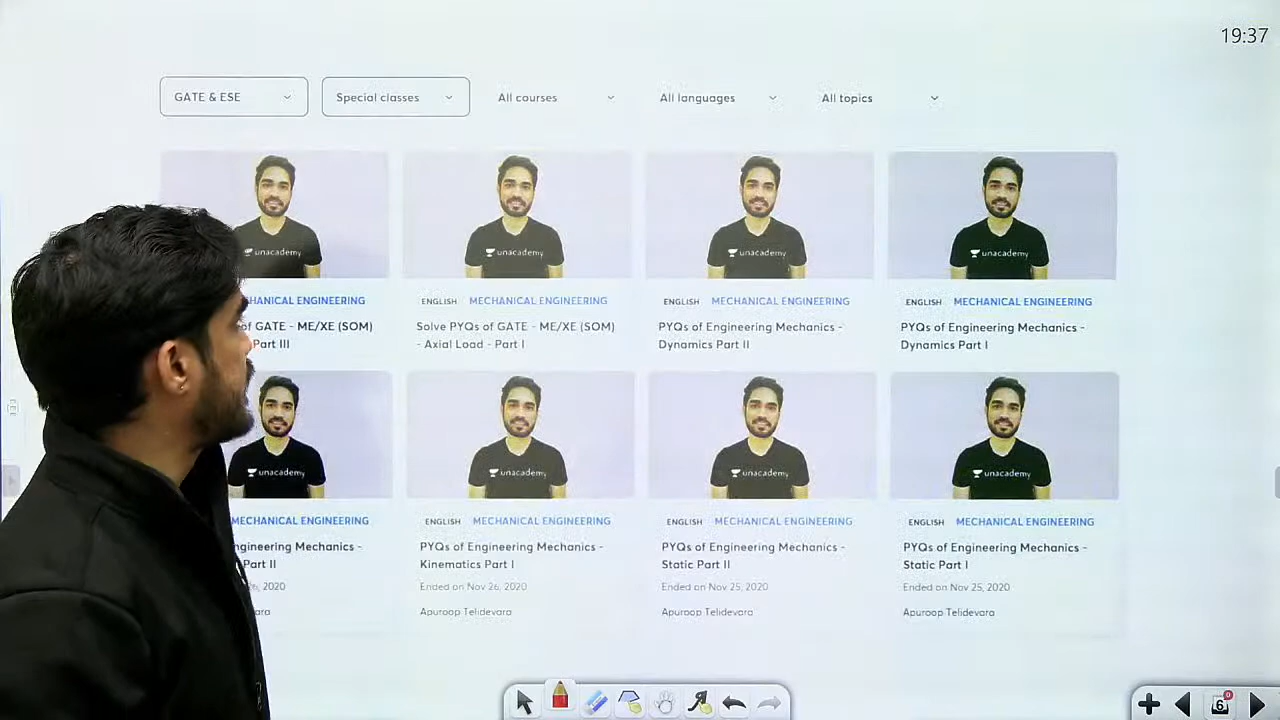 19:37
GATE & ESE
Special classes
All courses
All languages
All topics
unacademy
unacademy
unacademy
unacademy
MECHANICAL ENGINEERING
of GATE - ME/XE (SOM)
Part III
ENGLISH MECHANICAL ENGINEERING
Solve PYQs of GATE - ME/XE (SOM)
- Axial Load - Part I
ENGLISH MECHANICAL ENGINEERING
PYQs of Engineering Mechanics -
Dynamics Part II
ENGLISH MECHANICAL ENGINEERING
PYQs of Engineering Mechanics -
Dynamics Part I
unacademy
unacademy
unacademy
unacademy
MECHANICAL ENGINEERING
ngineering Mechanics -
Part II
, 2020
ara
ENGLISH MECHANICAL ENGINEERING
PYQs of Engineering Mechanics -
Kinematics Part I
Ended on Nov 26, 2020
Apuroop Telidevara
ENGLISH MECHANICAL ENGINEERING
PYQs of Engineering Mechanics -
Static Part II
Ended on Nov 25, 2020
Apuroop Telidevara
ENGLISH MECHANICAL ENGINEERING
PYQs of Engineering Mechanics -
Static Part I
Ended on Nov 25, 2020
Apuroop Telidevara
6
0